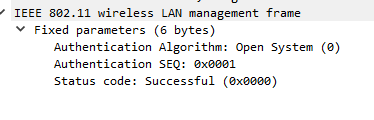 IEEE 802.11 wireless LAN management frame
Fixed parameters (6 bytes)
Authentication Algorithm: Open System (0)
Authentication SEQ: 0x0001
Status code: Successful (0x0000)